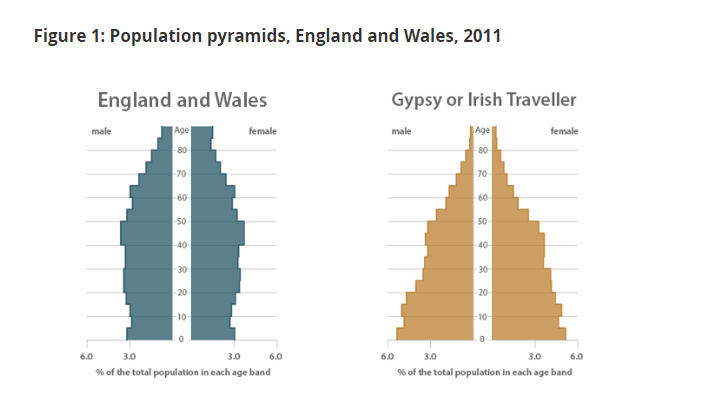 Figure 1: Population pyramids, England and Wales, 2011
England and Wales
male Age female
80
70
60
50
40
30
20
10
0
6.0 3.0 3.0 6.0
% of the total population in each age band
Gypsy or Irish Traveller
male Age female
80
70
60
50
40
30
20
10
0
6.0 3.0 3.0 6.0
% of the total population in each age band